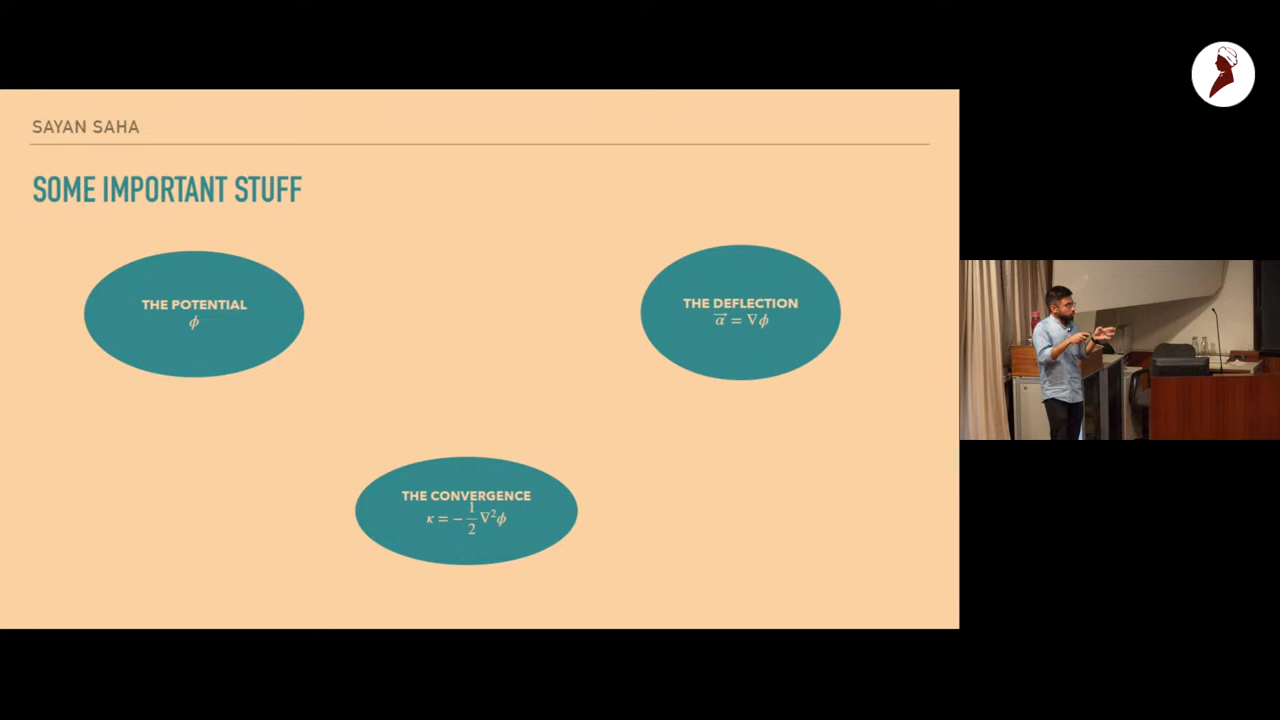 SAYAN SAHA
SOME IMPORTANT STUFF
THE POTENTIAL
ϕ
THE DEFLECTION
α⃗ = ∇ϕ
THE CONVERGENCE
κ = −1/2 ∇²ϕ